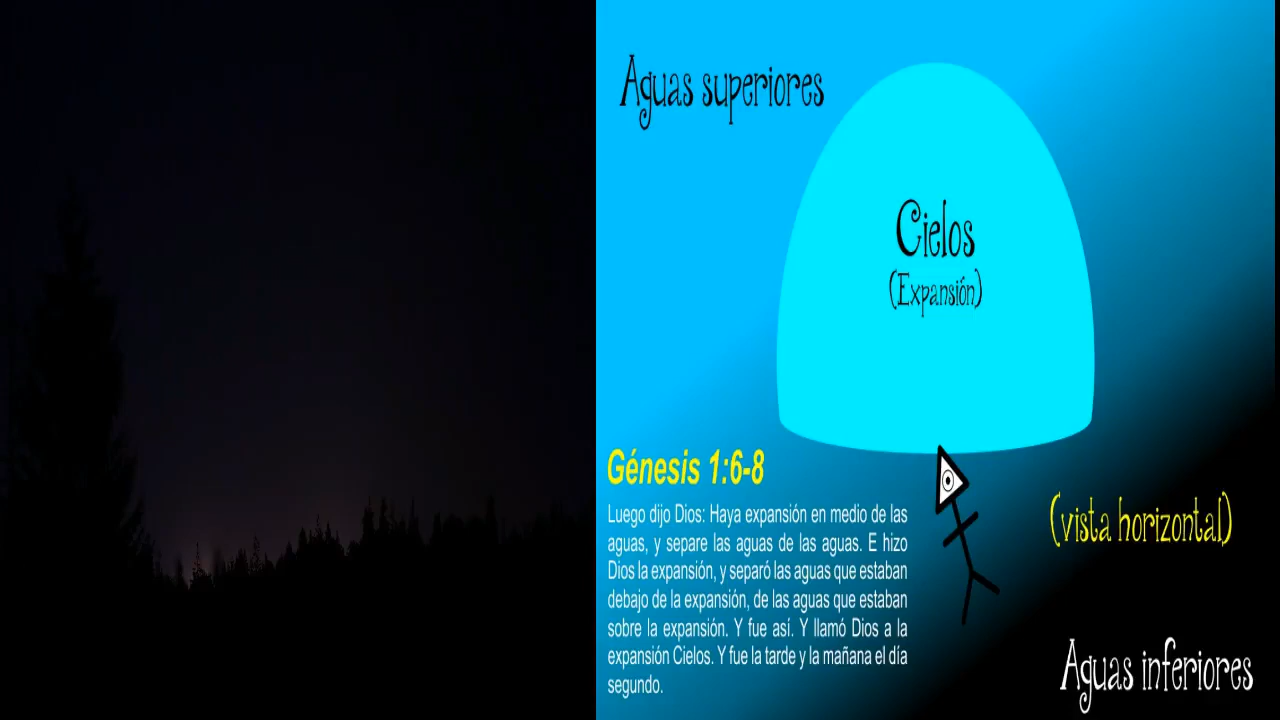 Aguas superiores
Cielos
(Expansión)
Génesis 1:6-8
Luego dijo Dios: Haya expansión en medio de las
aguas, y separe las aguas de las aguas. E hizo
Dios la expansión, y separó las aguas que estaban
debajo de la expansión, de las aguas que estaban
sobre la expansión. Y fue así. Y llamó Dios a la
expansión Cielos. Y fue la tarde y la mañana el día
segundo.
(vista horizontal)
Aguas inferiores